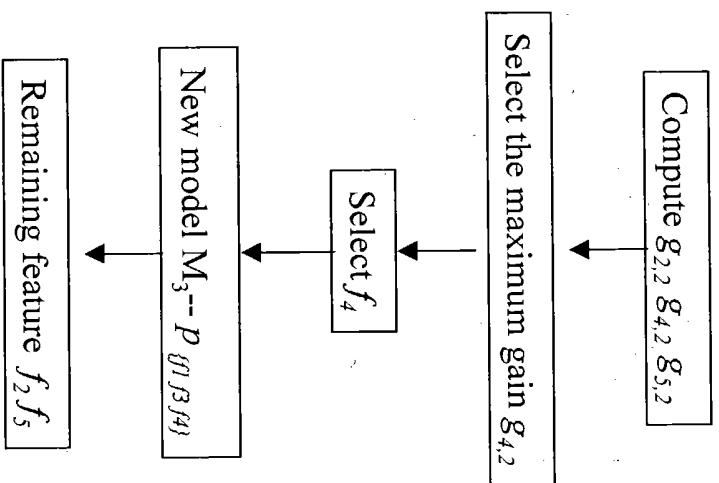 Compute g2,2 g4,2 g5,2
Select the maximum gain g4,2
Select f4
New model M3-- p{f1 f3 f4}
Remaining feature f2 f5